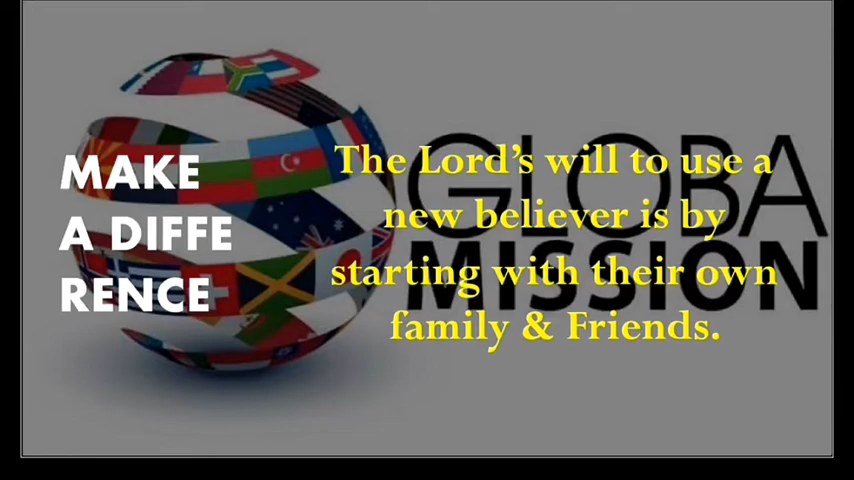 MAKE
A DIFFE
RENCE
The Lord's will to use a
new believer is by
starting with their own
family & Friends.
GLOBA
MISSION